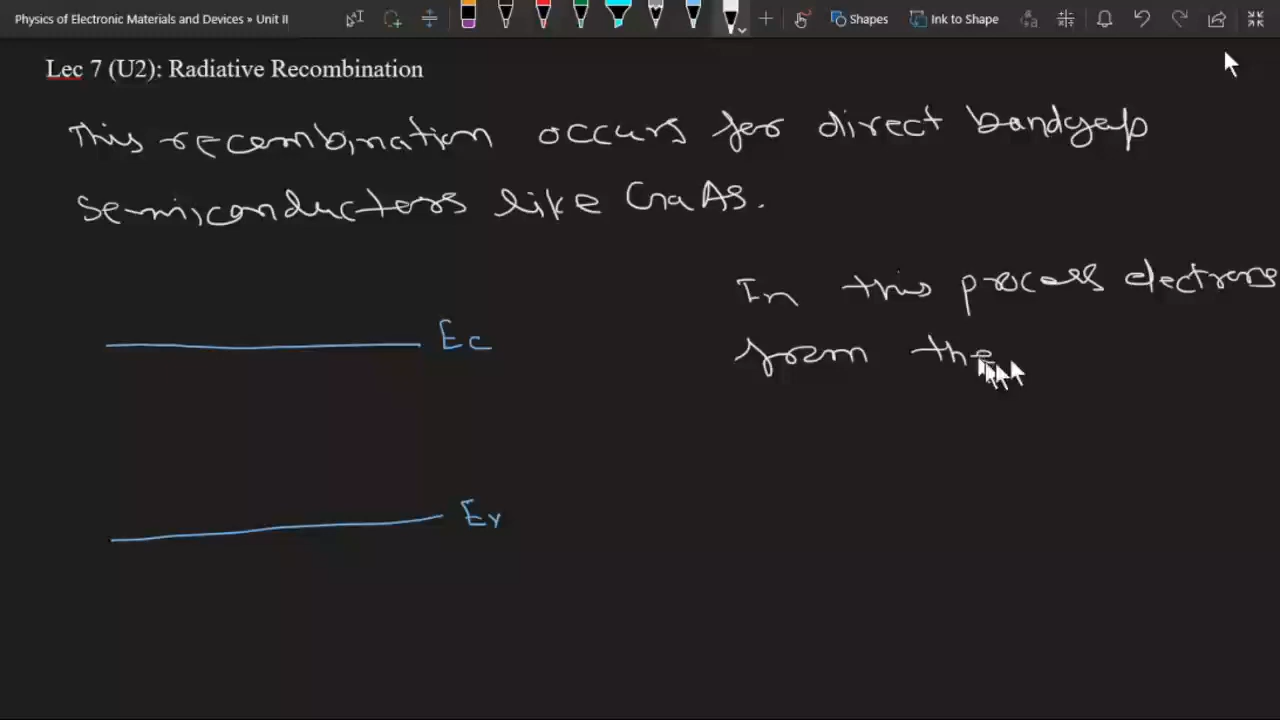 Physics of Electronic Materials and Devices » Unit II
Shapes
Ink to Shape
Lec 7 (U2): Radiative Recombination
This recombination occurs for direct bandgap
semiconductors like GaAs.
In this process electrons
from the
Ec
Ev